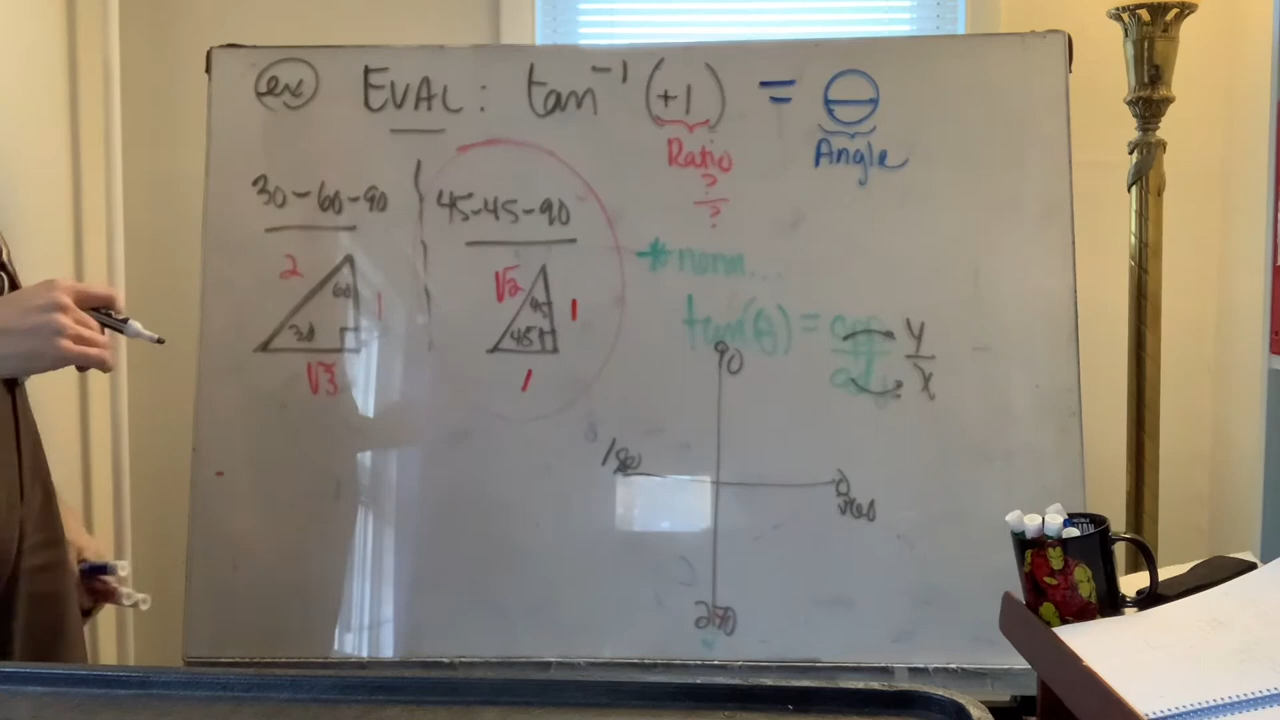 ex EVAL: tan⁻¹(+1) = Θ
Ratio
?
?
Angle
30-60-90
2
60
1
30
√3
45-45-90
√2
45
1
45
1
* norm...
tan(θ) =
y
x
90
180
0
360
270